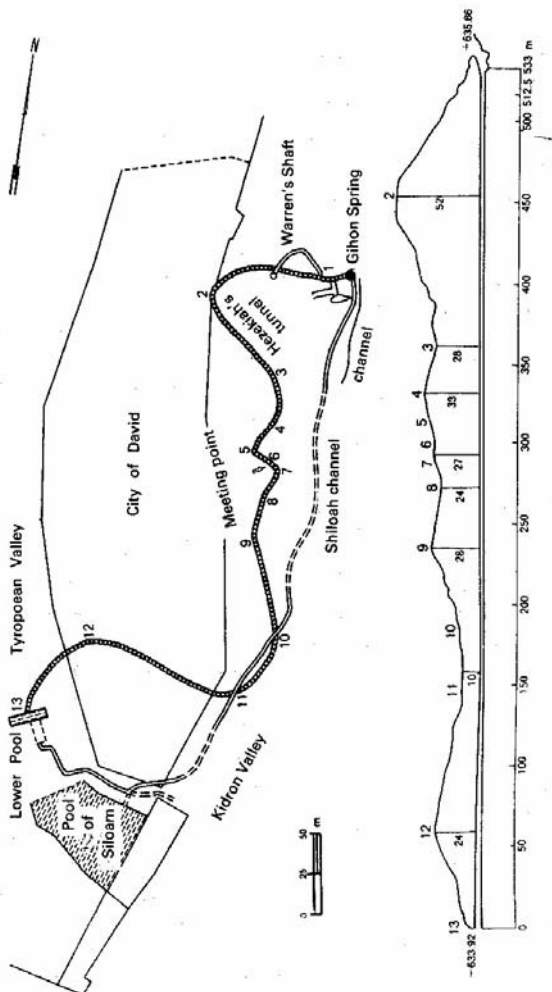 N
Lower Pool
Tyropoean Valley
City of David
Warren's Shaft
Gihon Spring
Hezekiah's
tunnel
Meeting point
channel
Shiloah channel
Kidron Valley
Pool
of
Siloam
1
2
3
4
5
6
7
8
9
10
11
12
13
0 25 50 m
13 12 11 10 9 8 7 6 5 4 3 2
24 10 28 24 27 33 28 52
633.92
635.86
0 50 100 150 200 250 300 350 400 450 500 512.5 533 m